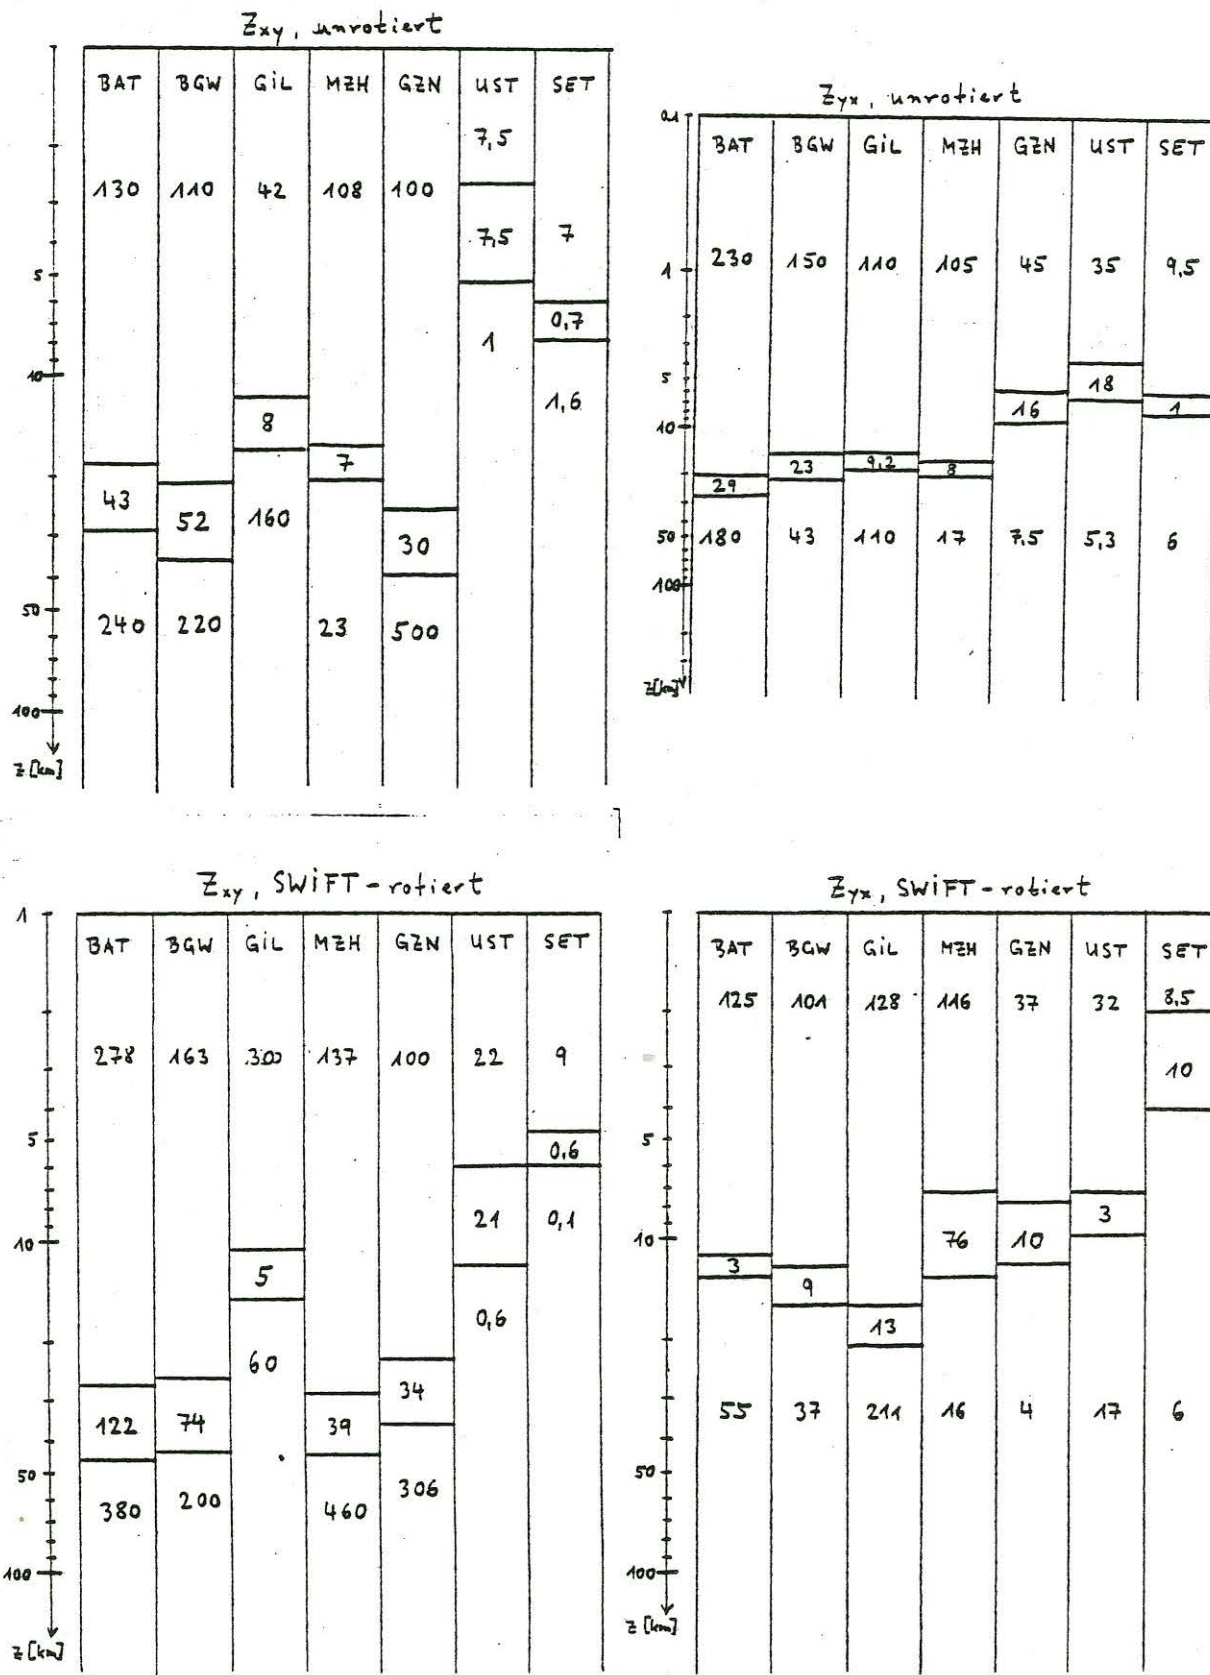 Zxy, unrotiert
BAT BGW GiL MZH GZN UST SET
7,5
130 110 42 108 100
7,5 7
5
0,7
1
10
1,6
8
7
43
52 160
30
50
240 220 23 500
100
z [km]
Zyx, unrotiert
0.1
BAT BGW GiL MZH GZN UST SET
1 230 150 110 105 45 35 9,5
5
18
16 1
10
23 9,2 8
29
50 180 43 110 17 7,5 5,3 6
100
z [km]
Zxy, SWiFT-rotiert
1
BAT BGW GiL MZH GZN UST SET
278 163 300 137 100 22 9
5
0,6
21 0,1
10
5
0,6
60
34
122 74 39
50
380 200 460 306
100
z [km]
Zyx, SWiFT-rotiert
BAT BGW GiL MZH GZN UST SET
125 101 128 116 37 32 8,5
10
5
3
10 76 10
3
9
13
55 37 211 16 4 17 6
50
100
z [km]